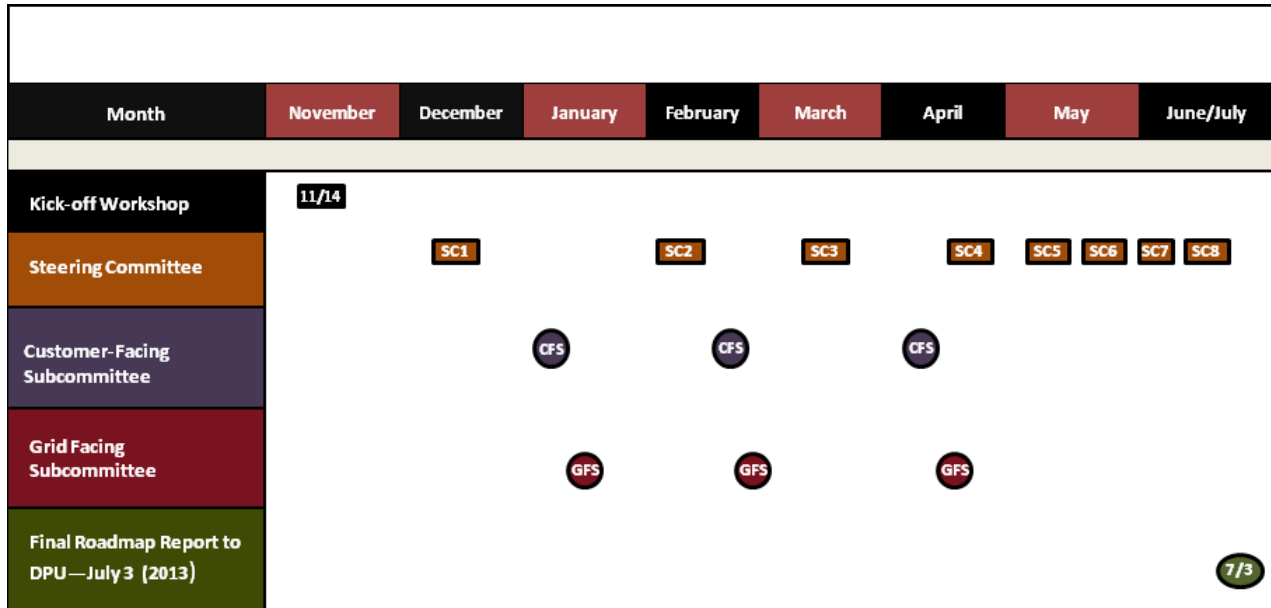 Month November December January February March April May June/July
Kick-off Workshop 11/14
Steering Committee SC1 SC2 SC3 SC4 SC5 SC6 SC7 SC8
Customer-Facing
Subcommittee
CFS CFS CFS
Grid Facing
Subcommittee
GFS GFS GFS
Final Roadmap Report to
DPU—July 3 (2013)
7/3